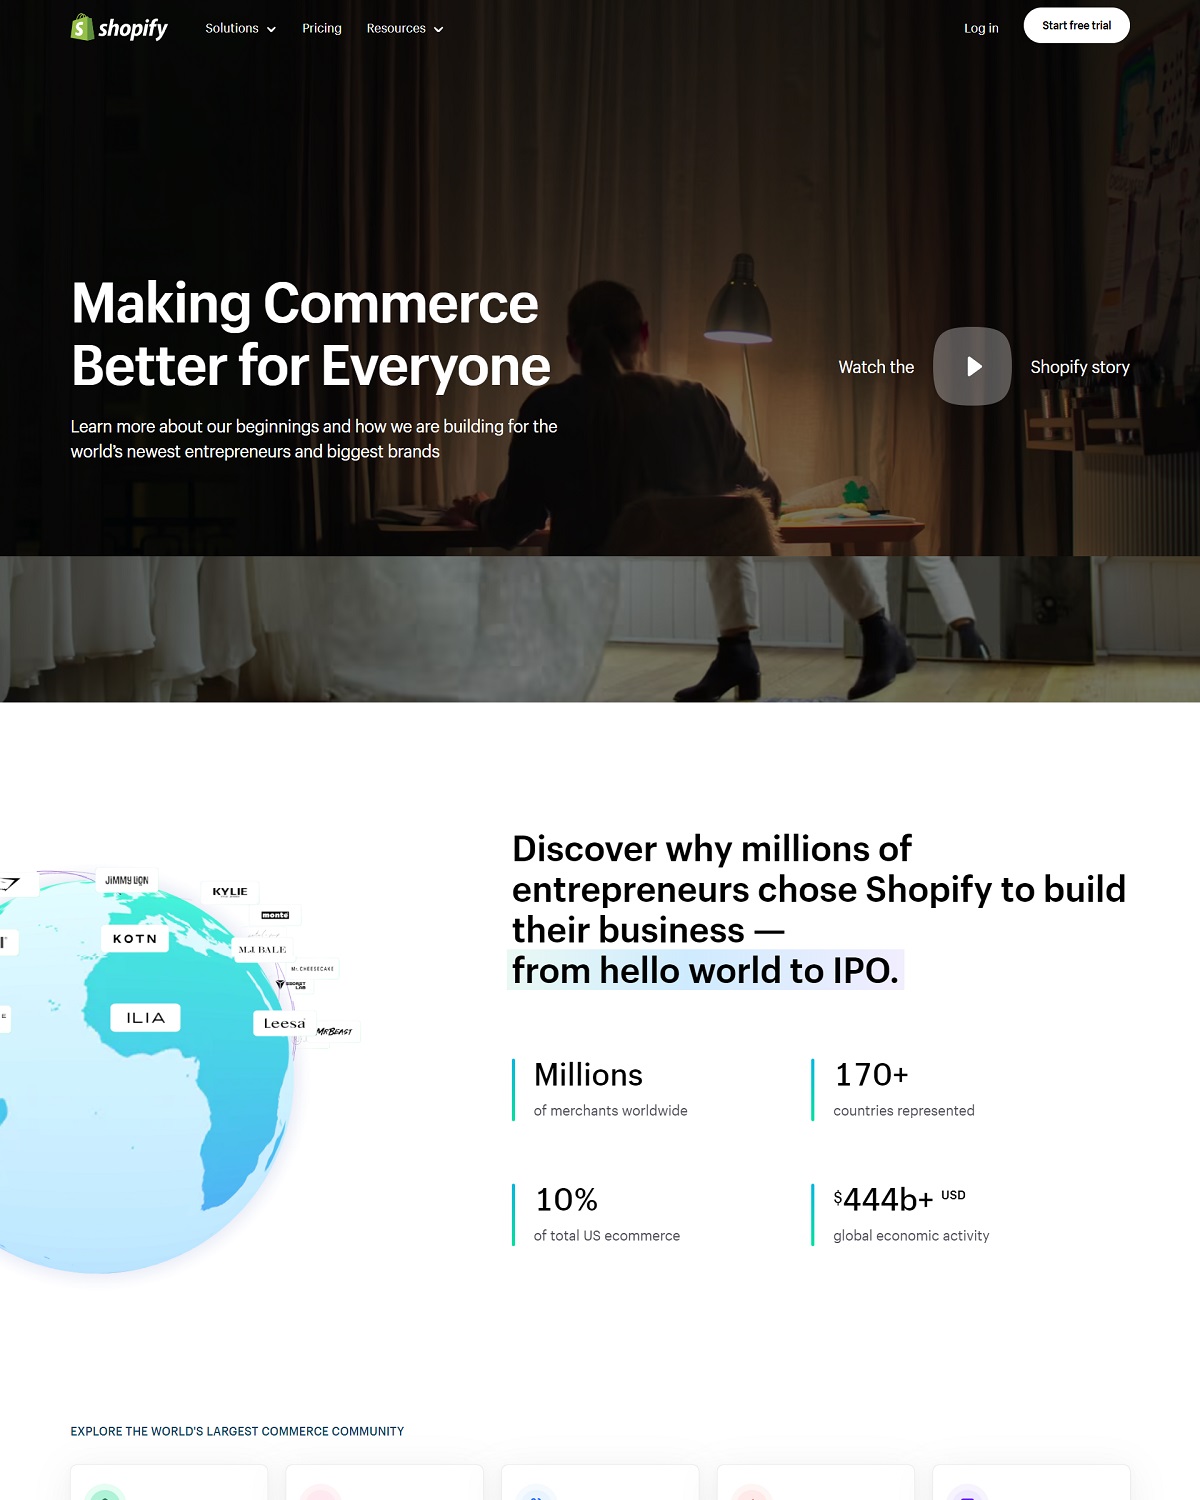 shopify
Solutions
Pricing
Resources
Log in
Start free trial
Making Commerce
Better for Everyone
Learn more about our beginnings and how we are building for the
world's newest entrepreneurs and biggest brands
Watch the
Shopify story
Discover why millions of
entrepreneurs chose Shopify to build
their business —
from hello world to IPO.
JIMMY LION
KYLIE
monte
KOTN
M.J. BALE
MR. CHEESECAKE
SECRET LAB
ILIA
Leesa
MRBEAST
Millions
of merchants worldwide
170+
countries represented
10%
of total US ecommerce
$444b+ USD
global economic activity
EXPLORE THE WORLD'S LARGEST COMMERCE COMMUNITY